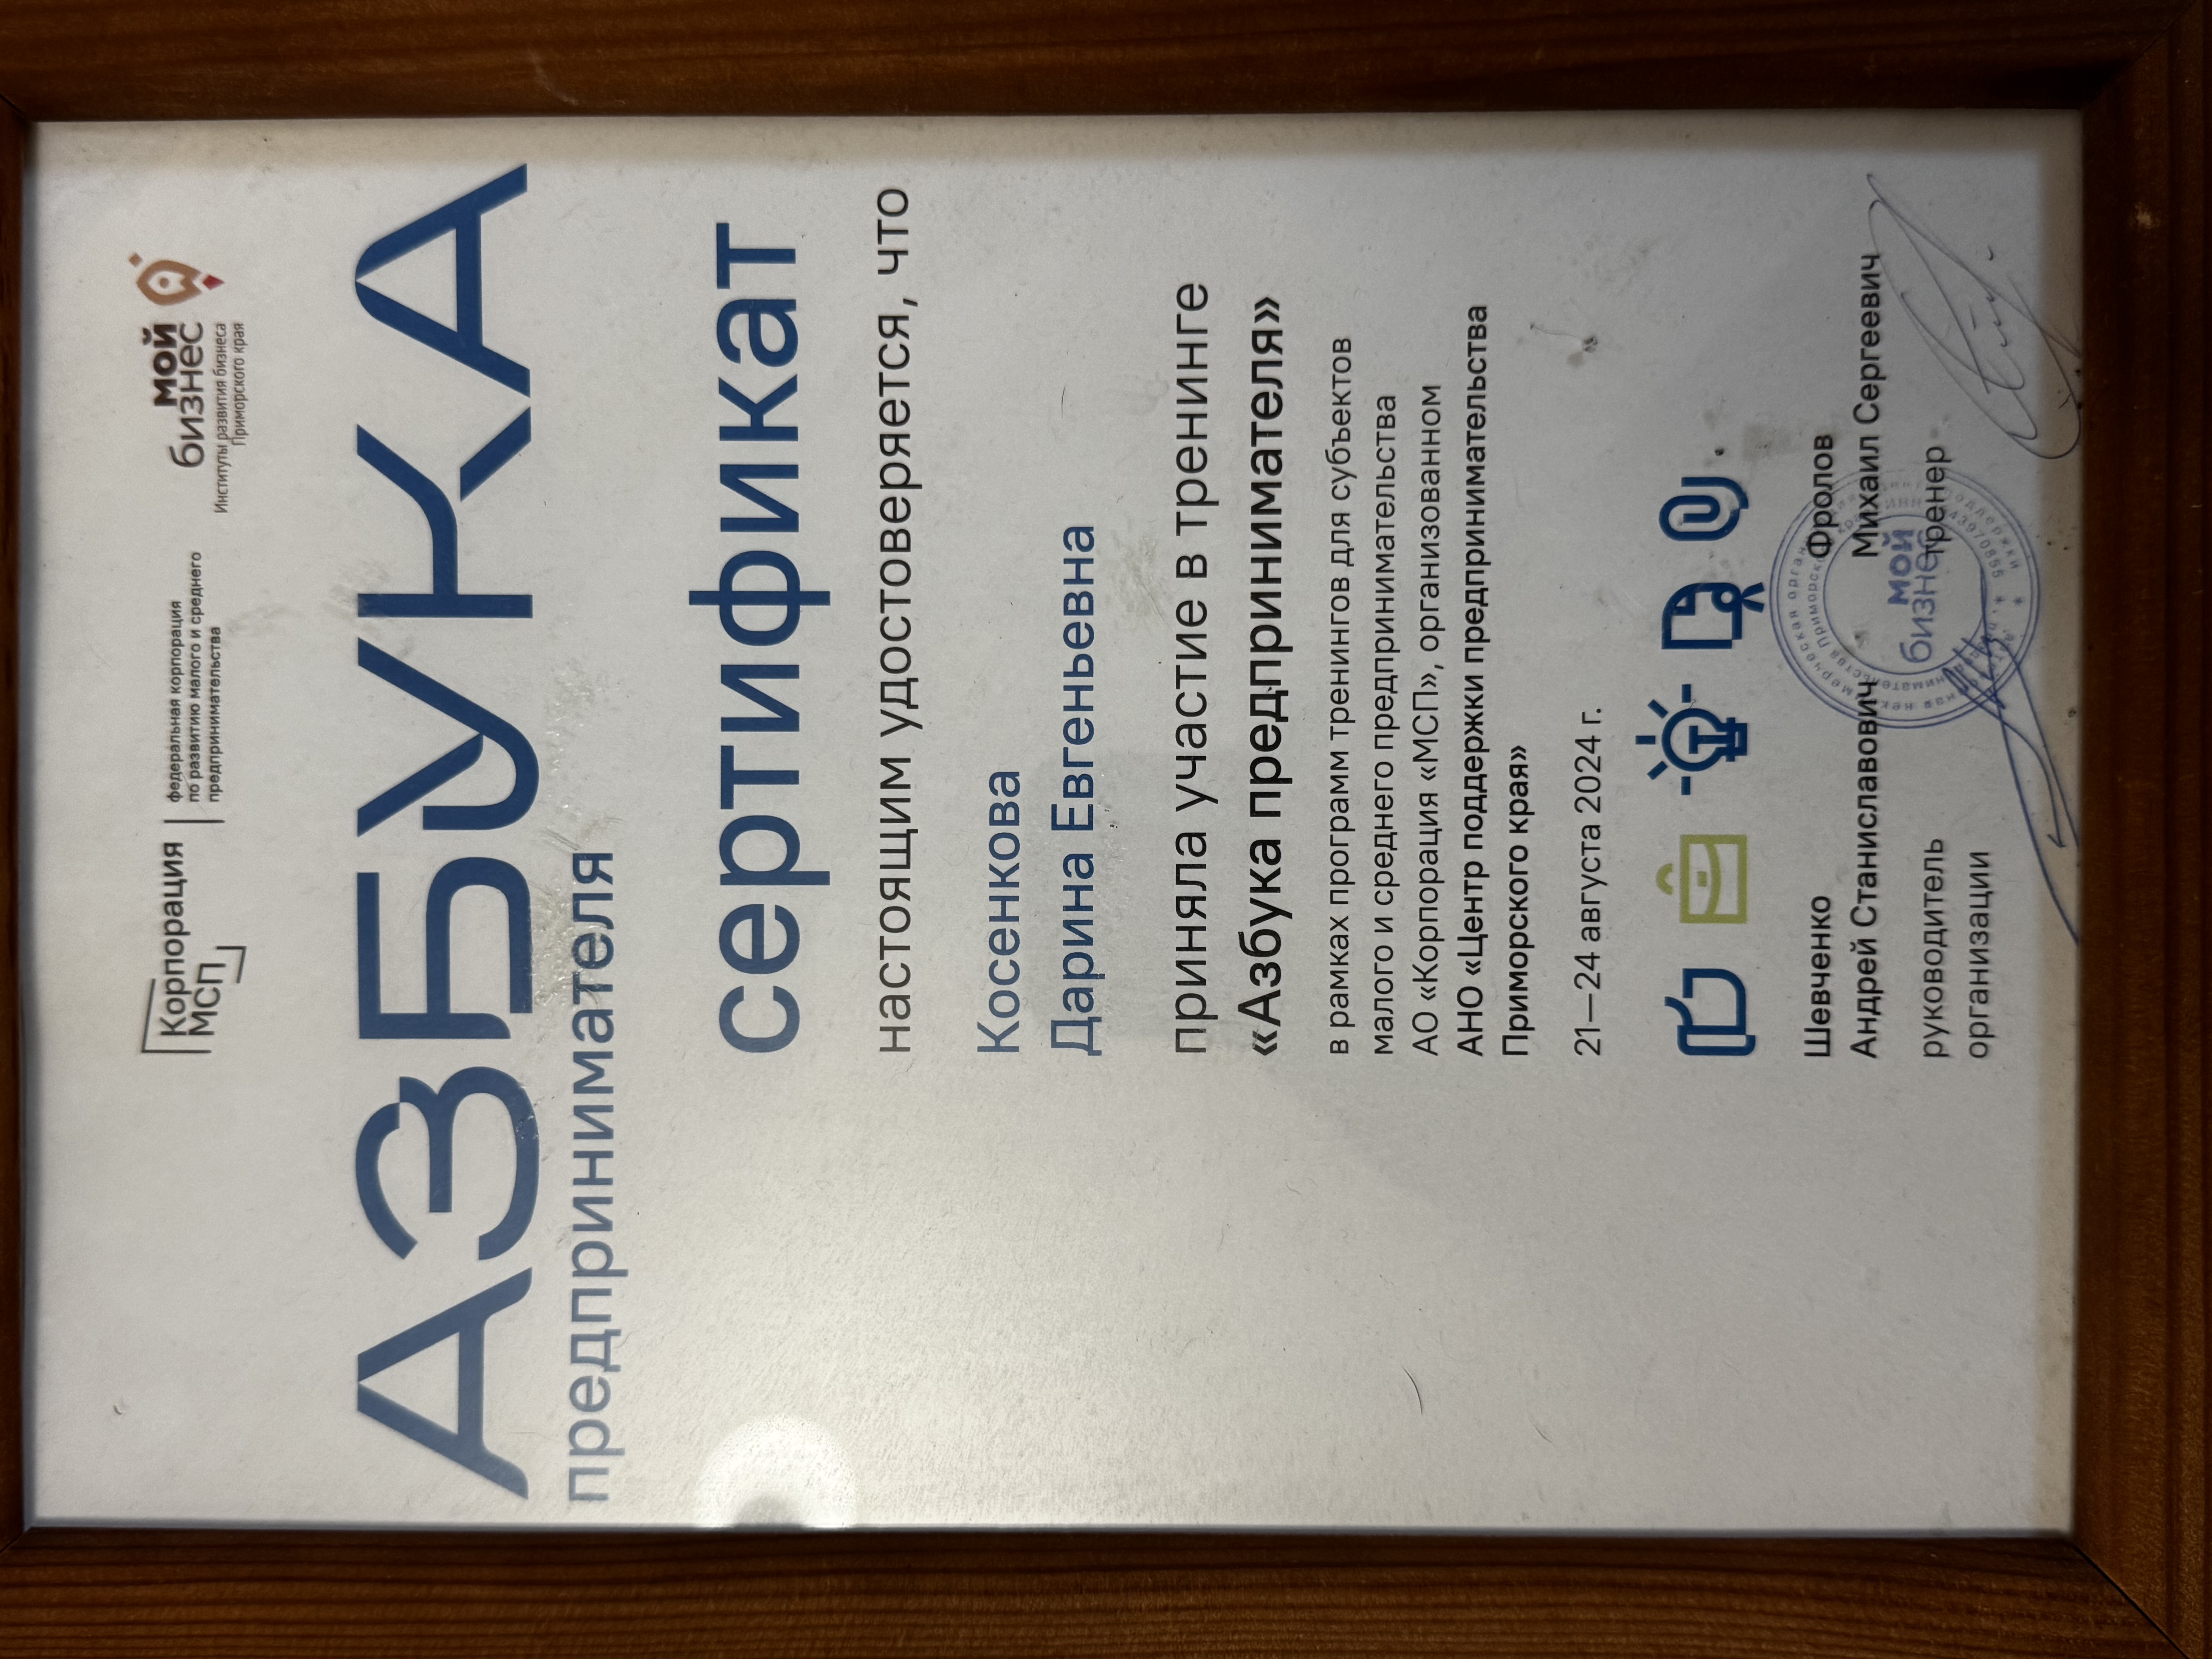 Корпорация
МСП
федеральная корпорация
по развитию малого и среднего
предпринимательства
мой
бизнес
Институты развития бизнеса
Приморского края
АЗБУКА
предпринимателя
сертификат
настоящим удостоверяется, что
Косенкова
Дарина Евгеньевна
приняла участие в тренинге
«Азбука предпринимателя»
в рамках программ тренингов для субъектов
малого и среднего предпринимательства
АО «Корпорация «МСП», организованном
АНО «Центр поддержки предпринимательства
Приморского края»
21—24 августа 2024 г.
Шевченко
Андрей Станиславович
руководитель
организации
Фролов
Михаил Сергеевич
тренер
мой
бизнес